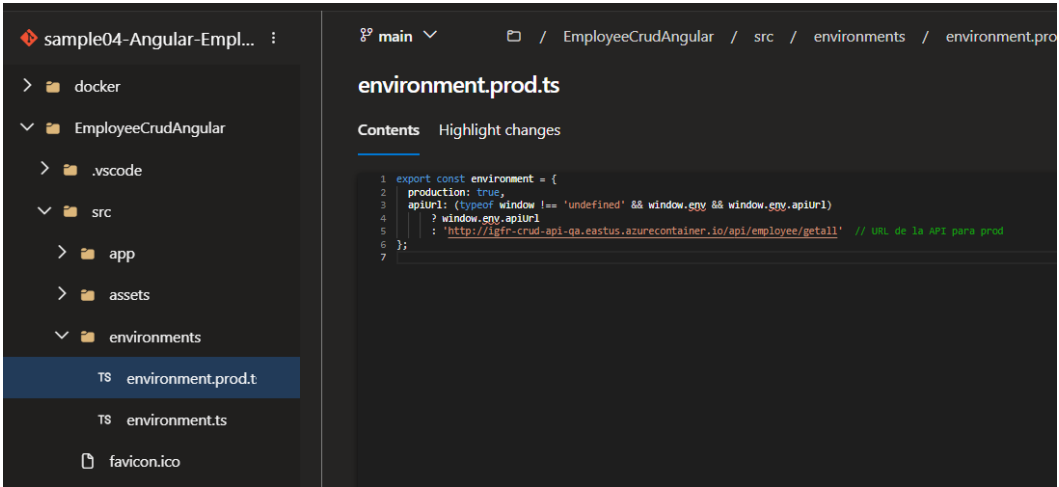 sample04-Angular-Empl...
docker
EmployeeCrudAngular
.vscode
src
app
assets
environments
TS environment.prod.t
TS environment.ts
favicon.ico
main / EmployeeCrudAngular / src / environments / environment.pro
environment.prod.ts
Contents Highlight changes
1 export const environment = {
2 production: true,
3 apiUrl: (typeof window !== 'undefined' && window.env && window.env.apiUrl)
4 ? window.env.apiUrl
5 : 'http://igfr-crud-api-qa.eastus.azurecontainer.io/api/employee/getall' // URL de la API para prod
6 };
7